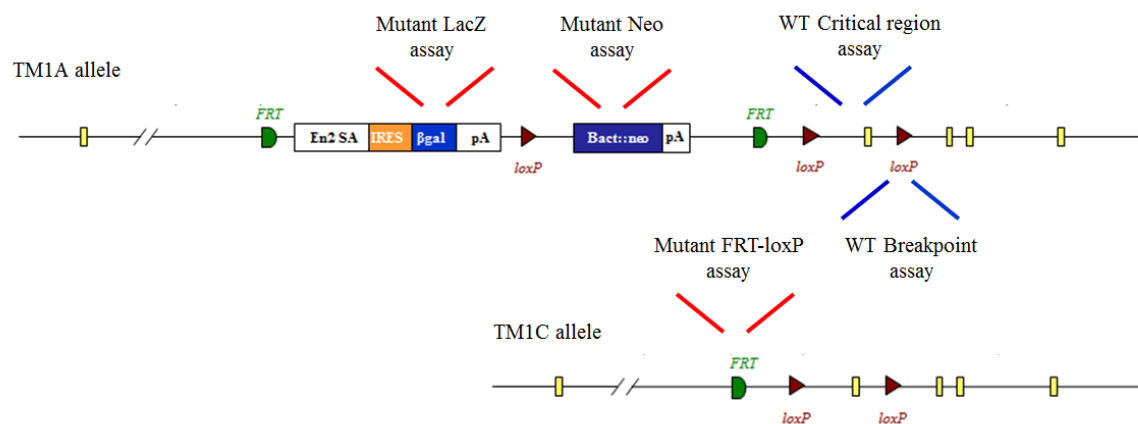 Mutant LacZ
assay
Mutant Neo
assay
WT Critical region
assay
TM1A allele
FRT
En2 SA
IRES
βgal
pA
loxP
Bact::neo
pA
FRT
loxP
loxP
Mutant FRT-loxP
assay
WT Breakpoint
assay
TM1C allele
FRT
loxP
loxP